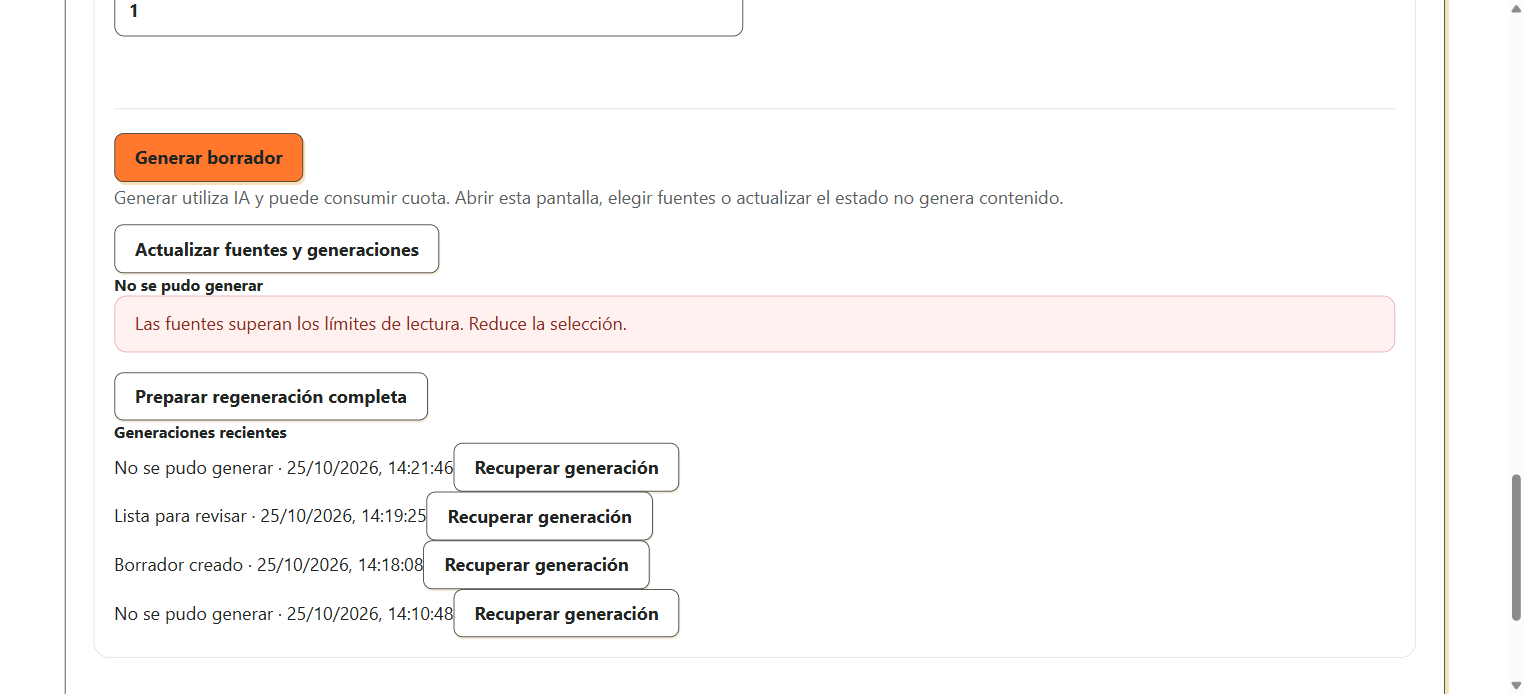 1
Generar borrador
Generar utiliza IA y puede consumir cuota. Abrir esta pantalla, elegir fuentes o actualizar el estado no genera contenido.
Actualizar fuentes y generaciones
No se pudo generar
Las fuentes superan los límites de lectura. Reduce la selección.
Preparar regeneración completa
Generaciones recientes
No se pudo generar · 25/10/2026, 14:21:46 Recuperar generación
Lista para revisar · 25/10/2026, 14:19:25 Recuperar generación
Borrador creado · 25/10/2026, 14:18:08 Recuperar generación
No se pudo generar · 25/10/2026, 14:10:48 Recuperar generación